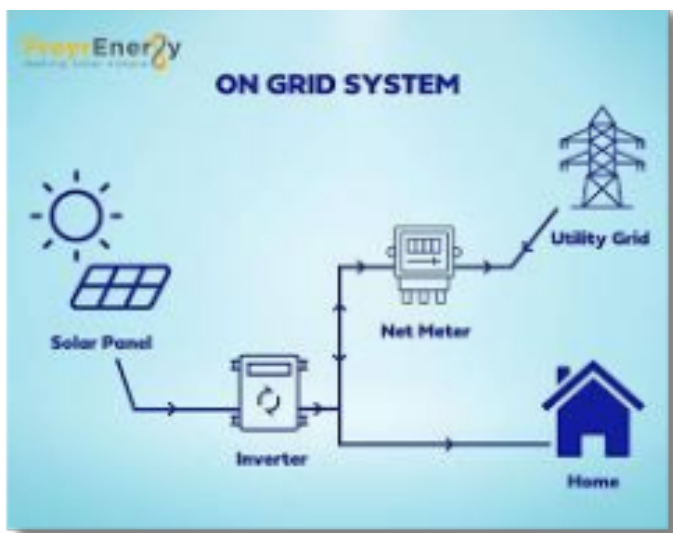 ON GRID SYSTEM
Utility Grid
Net Meter
Solar Panel
Inverter
Home